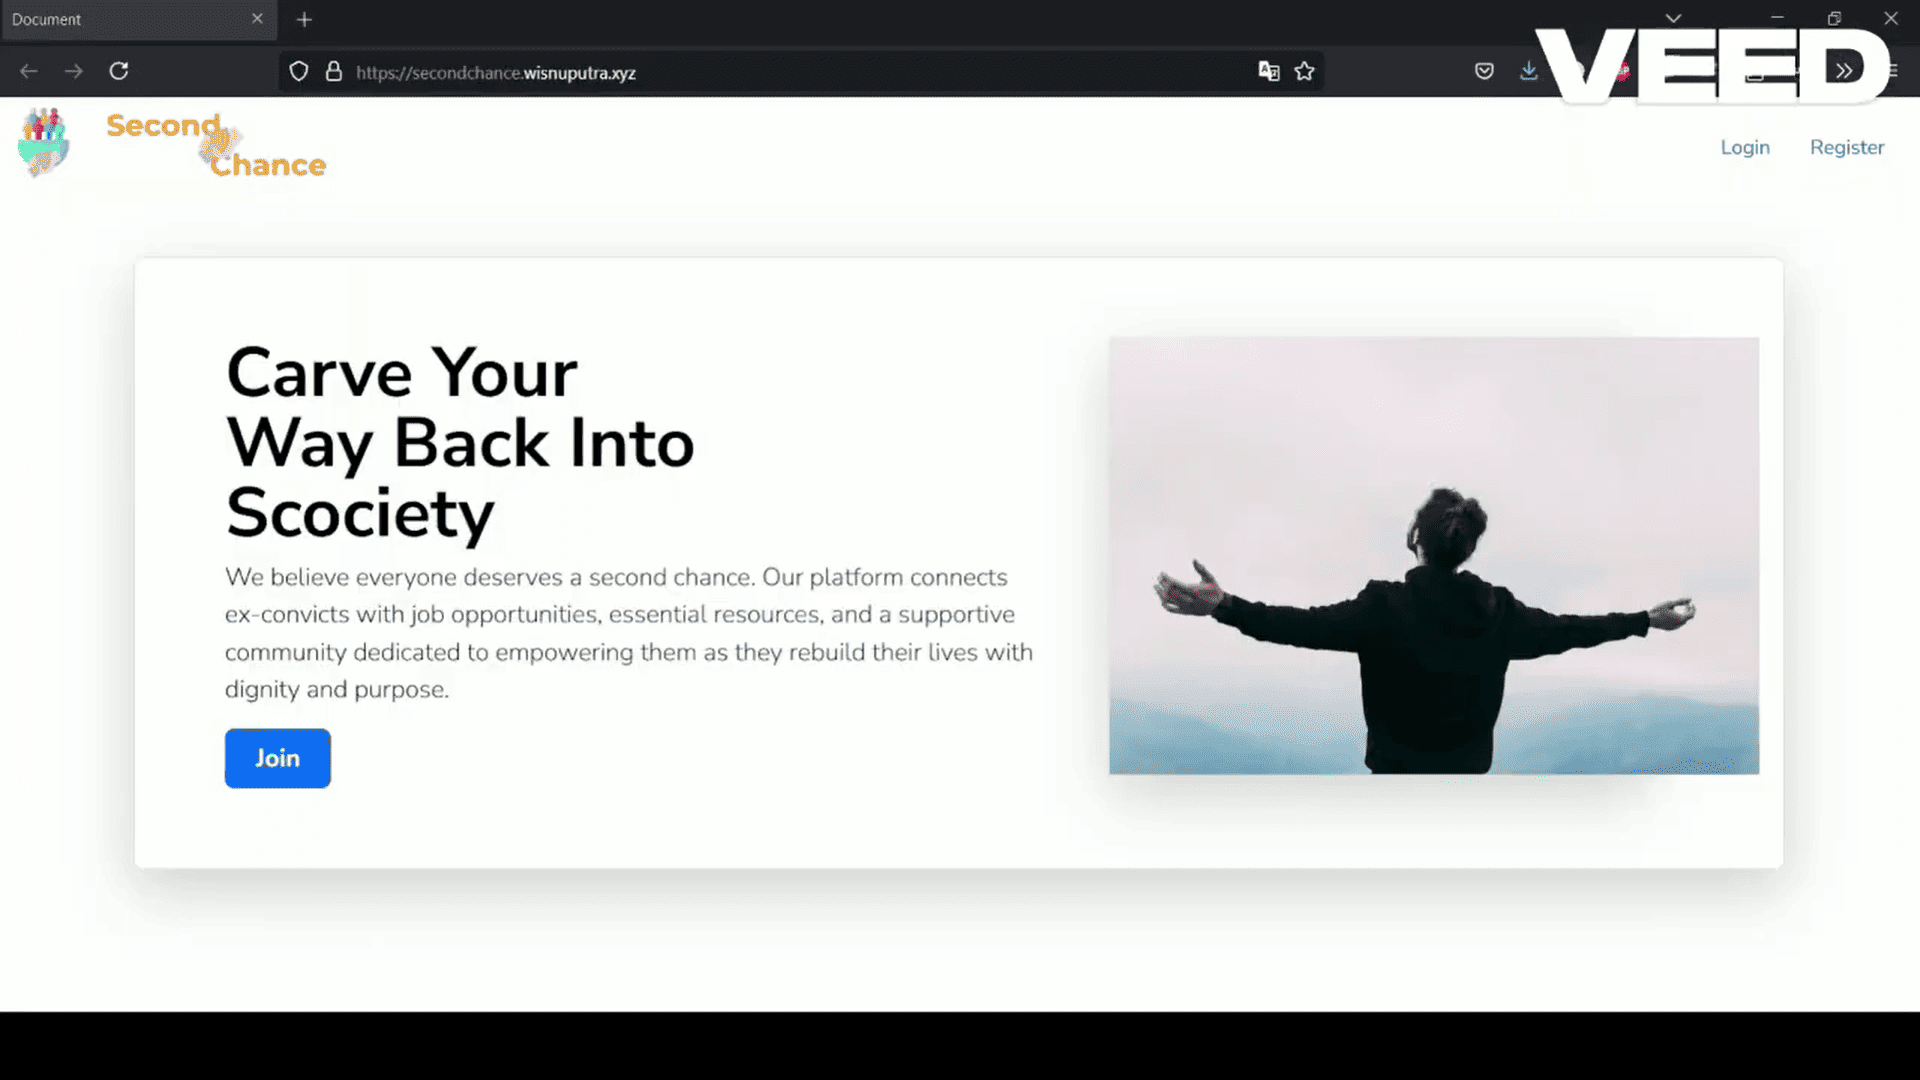 Document
https://secondchance.wisnuputra.xyz
VEED
Second
Chance
Login
Register
Carve Your
Way Back Into
Scociety
We believe everyone deserves a second chance. Our platform connects
ex-convicts with job opportunities, essential resources, and a supportive
community dedicated to empowering them as they rebuild their lives with
dignity and purpose.
Join